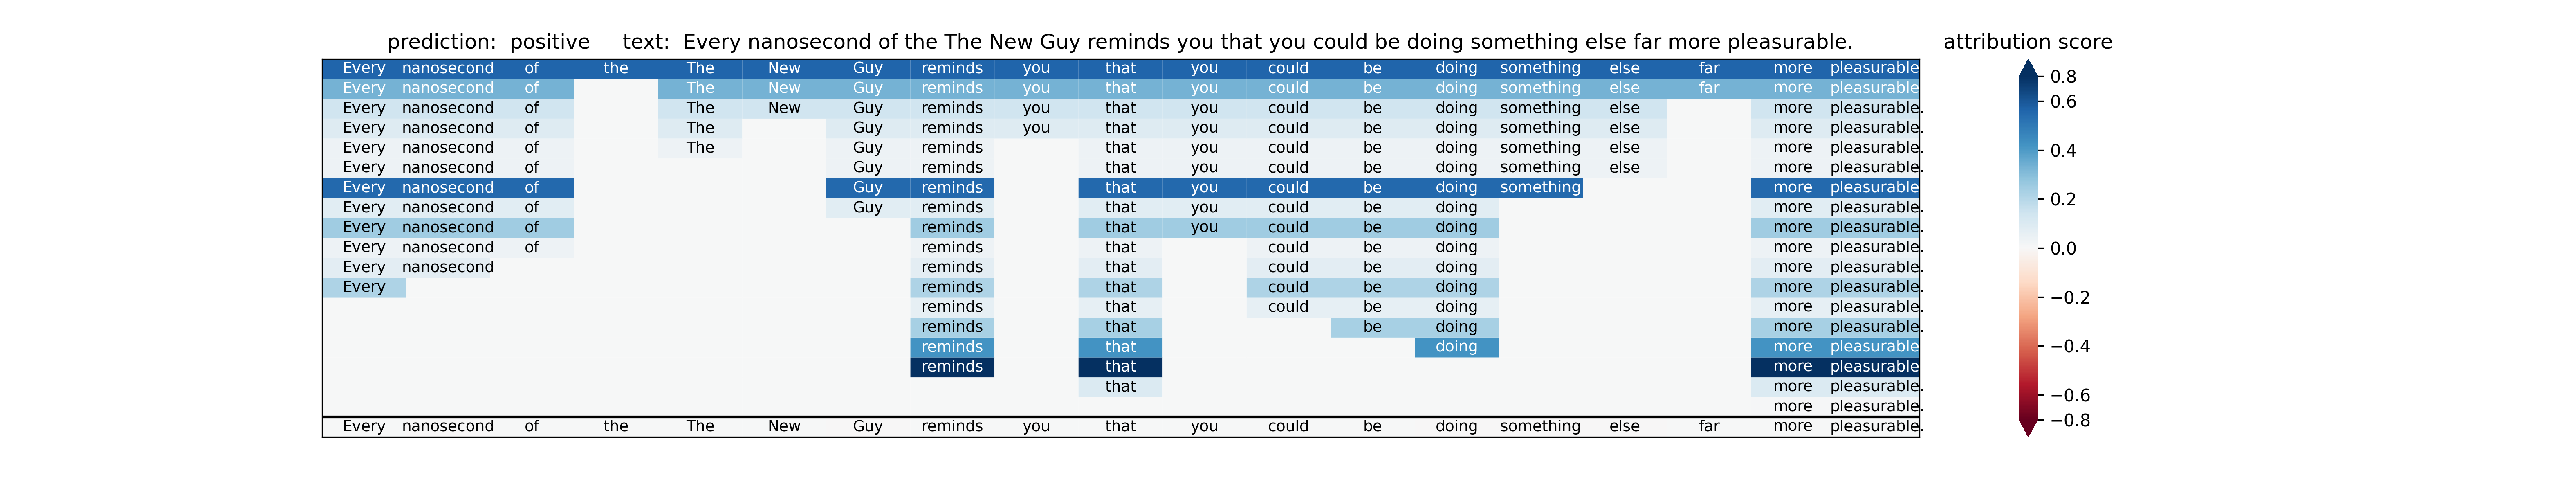 prediction: positive text: Every nanosecond of the The New Guy reminds you that you could be doing something else far more pleasurable. attribution score
Every nanosecond of the The New Guy reminds you that you could be doing something else far more pleasurable.
Every nanosecond of The New Guy reminds you that you could be doing something else far more pleasurable.
Every nanosecond of The New Guy reminds you that you could be doing something else more pleasurable.
Every nanosecond of The Guy reminds you that you could be doing something else more pleasurable.
Every nanosecond of The Guy reminds that you could be doing something else more pleasurable.
Every nanosecond of Guy reminds that you could be doing something else more pleasurable.
Every nanosecond of Guy reminds that you could be doing something more pleasurable.
Every nanosecond of Guy reminds that you could be doing more pleasurable.
Every nanosecond of reminds that you could be doing more pleasurable.
Every nanosecond of reminds that could be doing more pleasurable.
Every nanosecond reminds that could be doing more pleasurable.
Every reminds that could be doing more pleasurable.
reminds that could be doing more pleasurable.
reminds that be doing more pleasurable.
reminds that doing more pleasurable.
reminds that more pleasurable.
that more pleasurable.
more pleasurable.
Every nanosecond of the The New Guy reminds you that you could be doing something else far more pleasurable.
0.8
0.6
0.4
0.2
0.0
−0.2
−0.4
−0.6
−0.8